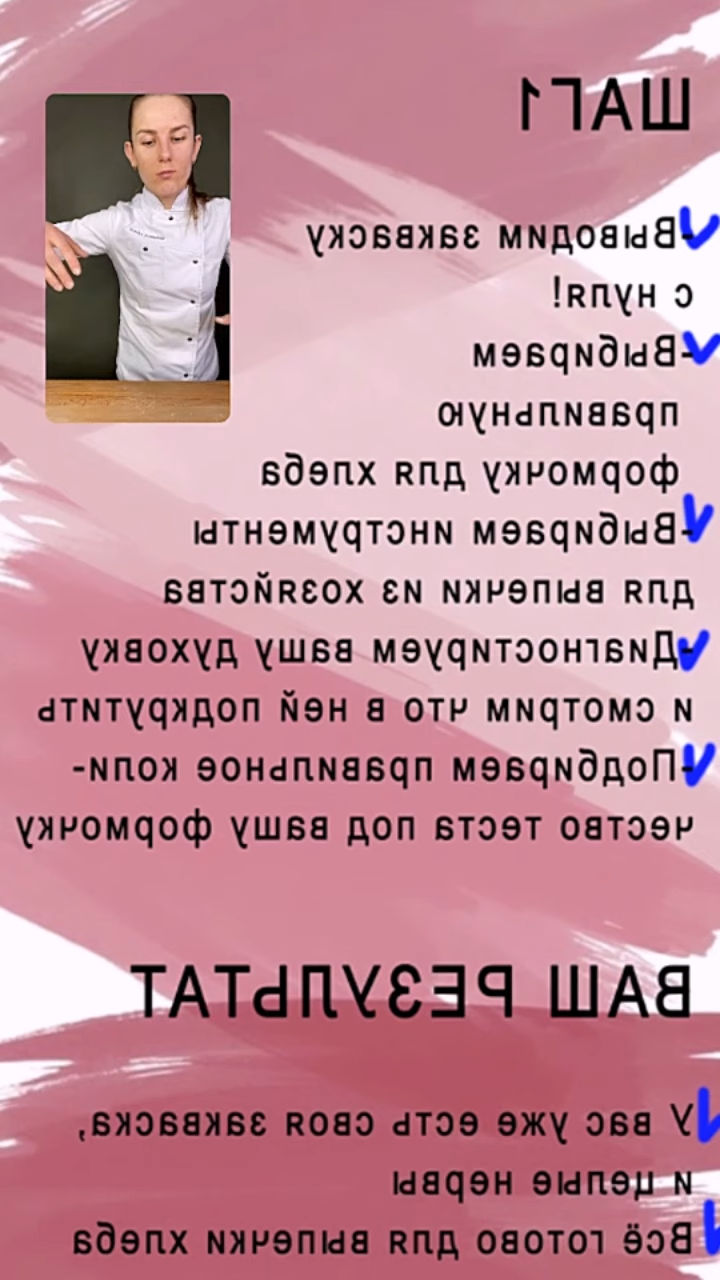 ШАГ1
-Выводим закваску
с нуля!
-Выбираем
правильную
формочку для хлеба
-Выбираем инструменты
для выпечки из хозяйства
-Диагностируем вашу духовку
и смотрим что в ней подкрутить
-Подбираем правильное коли-
чество теста под вашу формочку
ВАШ РЕЗУЛЬТАТ
У вас уже есть своя закваска,
и целые нервы
Всё готово для выпечки хлеба